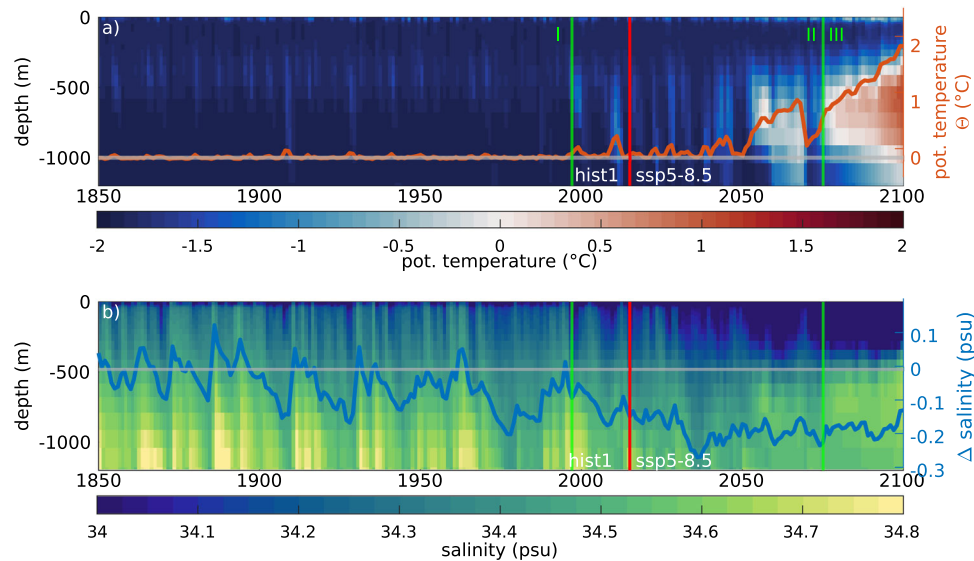 a)
I
II
III
0
-500
-1000
depth (m)
2
1
0
pot. temperature
Θ (°C)
hist1
ssp5-8.5
1850
1900
1950
2000
2050
2100
-2
-1.5
-1
-0.5
0
0.5
1
1.5
2
pot. temperature (°C)
b)
0
-500
-1000
depth (m)
0.1
0
-0.1
-0.2
-0.3
Δ salinity (psu)
hist1
ssp5-8.5
1850
1900
1950
2000
2050
2100
34
34.1
34.2
34.3
34.4
34.5
34.6
34.7
34.8
salinity (psu)